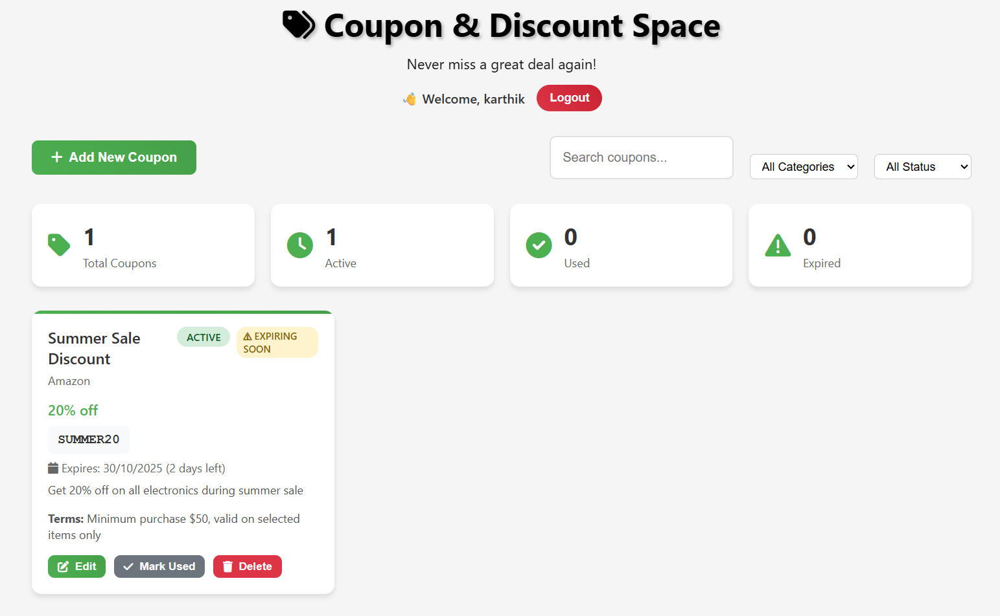 Coupon & Discount Space
Never miss a great deal again!
👋 Welcome, karthik
Logout
+ Add New Coupon
Search coupons...
All Categories
All Status
1
Total Coupons
1
Active
0
Used
0
Expired
Summer Sale
Discount
ACTIVE
⚠ EXPIRING
SOON
Amazon
20% off
SUMMER20
Expires: 30/10/2025 (2 days left)
Get 20% off on all electronics during summer sale
Terms: Minimum purchase $50, valid on selected
items only
Edit
Mark Used
Delete